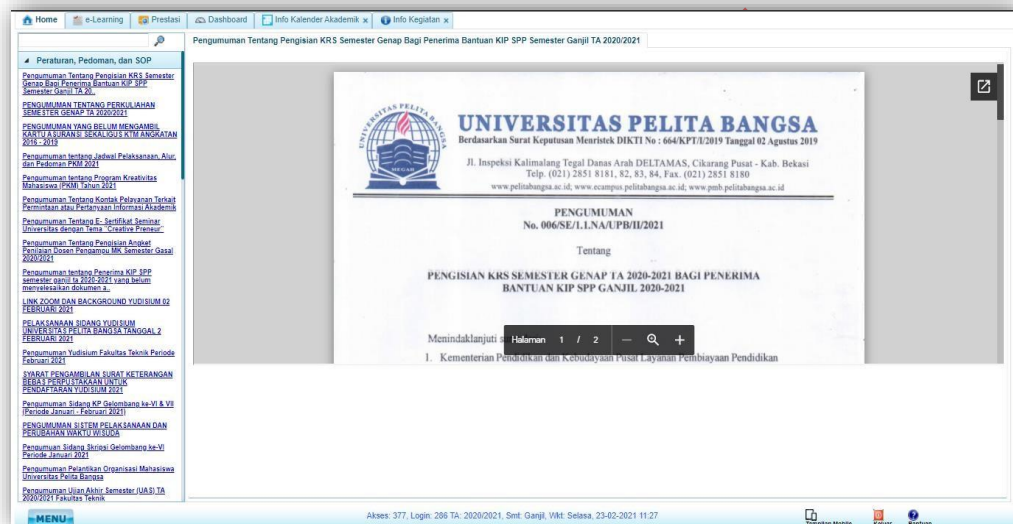 Home
e-Learning
Prestasi
Dashboard
Info Kalender Akademik x
Info Kegiatan x
Peraturan, Pedoman, dan SOP
Pengumuman Tentang Pengisian KRS Semester
Genap Bagi Penerima Bantuan KIP SPP
Semester Ganjil TA 20..
PENGUMUMAN TENTANG PERKULIAHAN
SEMESTER GENAP TA 2020/2021
PENGUMUMAN YANG BELUM MENGAMBIL
KARTU ASURANSI SEKALIGUS KTM ANGKATAN
2016 - 2019
Pengumuman tentang Jadwal Pelaksanaan, Alur,
dan Pedoman PKM 2021
Pengumuman tentang Program Kreativitas
Mahasiswa (PKM) Tahun 2021
Pengumuman Tentang Kontak Pelayanan Terkait
Permintaan atau Pertanyaan Informasi Akademik
Pengumuman Tentang E- Sertifikat Seminar
Universitas dengan Tema "Creative Preneur"
Pengumuman Tentang Pengisian Angket
Penilaian Dosen Pengampu MK Semester Gasal
2020/2021
Pengumuman tentang Penerima KIP SPP
semester ganjil ta 2020-2021 yang belum
menyelesaikan dokumen a..
LINK ZOOM DAN BACKGROUND YUDISIUM 02
FEBRUARI 2021
PELAKSANAAN SIDANG YUDISIUM
UNIVERSITAS PELITA BANGSA TANGGAL 2
FEBRUARI 2021
Pengumuman Yudisium Fakultas Teknik Periode
Februari 2021
SYARAT PENGAMBILAN SURAT KETERANGAN
BEBAS PERPUSTAKAAN UNTUK
PENDAFTARAN YUDISIUM 2021
Pengumuman Sidang KP Gelombang ke-VI & VII
(Periode Januari - Februari 2021)
PENGUMUMAN SISTEM PELAKSANAAN DAN
PERUBAHAN WAKTU WISUDA
Pengumuan Sidang Skripsi Gelombang ke-VI
Periode Januari 2021
Pengumuman Pelantikan Organisasi Mahasiswa
Universitas Pelita Bangsa
Pengumuman Ujian Akhir Semester (UAS) TA
2020/2021 Fakultas Teknik
Pengumuman Tentang Pengisian KRS Semester Genap Bagi Penerima Bantuan KIP SPP Semester Ganjil TA 2020/2021
UNIVERSITAS PELITA BANGSA
Berdasarkan Surat Keputusan Menristek DIKTI No : 664/KPT/I/2019 Tanggal 02 Agustus 2019
Jl. Inspeksi Kalimalang Tegal Danas Arah DELTAMAS, Cikarang Pusat - Kab. Bekasi
Telp. (021) 2851 8181, 82, 83, 84, Fax. (021) 2851 8180
www.pelitabangsa.ac.id; www.ecampus.pelitabangsa.ac.id; www.pmb.pelitabangsa.ac.id
PENGUMUMAN
No. 006/SE/1.1.NA/UPB/II/2021
Tentang
PENGISIAN KRS SEMESTER GENAP TA 2020-2021 BAGI PENERIMA
BANTUAN KIP SPP GANJIL 2020-2021
Menindaklanjuti
Halaman 1 / 2
1. Kementerian Pendidikan dan Kebudayaan Pusat Layanan Pembiayaan Pendidikan
MENU
Akses: 377, Login: 286 TA: 2020/2021, Smt: Ganjil, Wkt: Selasa, 23-02-2021 11:27
Tampilan Mobile
Keluar
Bantuan